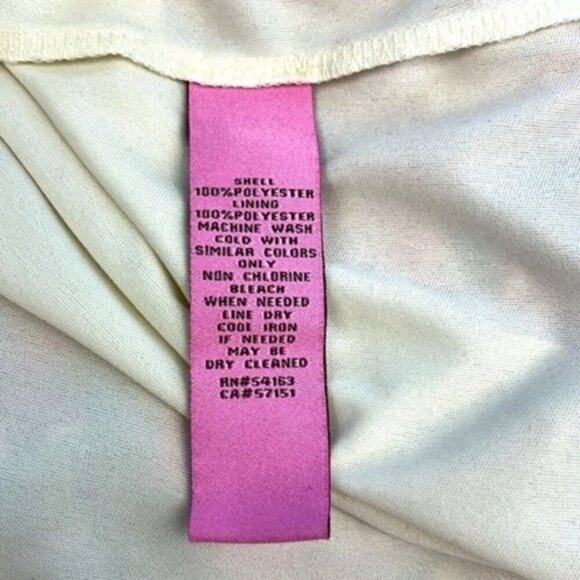 SHELL
100%POLYESTER
LINING
100%POLYESTER
MACHINE WASH
COLD WITH
SIMILAR COLORS
ONLY
NON CHLORINE
BLEACH
WHEN NEEDED
LINE DRY
COOL IRON
IF NEEDED
MAY BE
DRY CLEANED
RN#54163
CA#57151